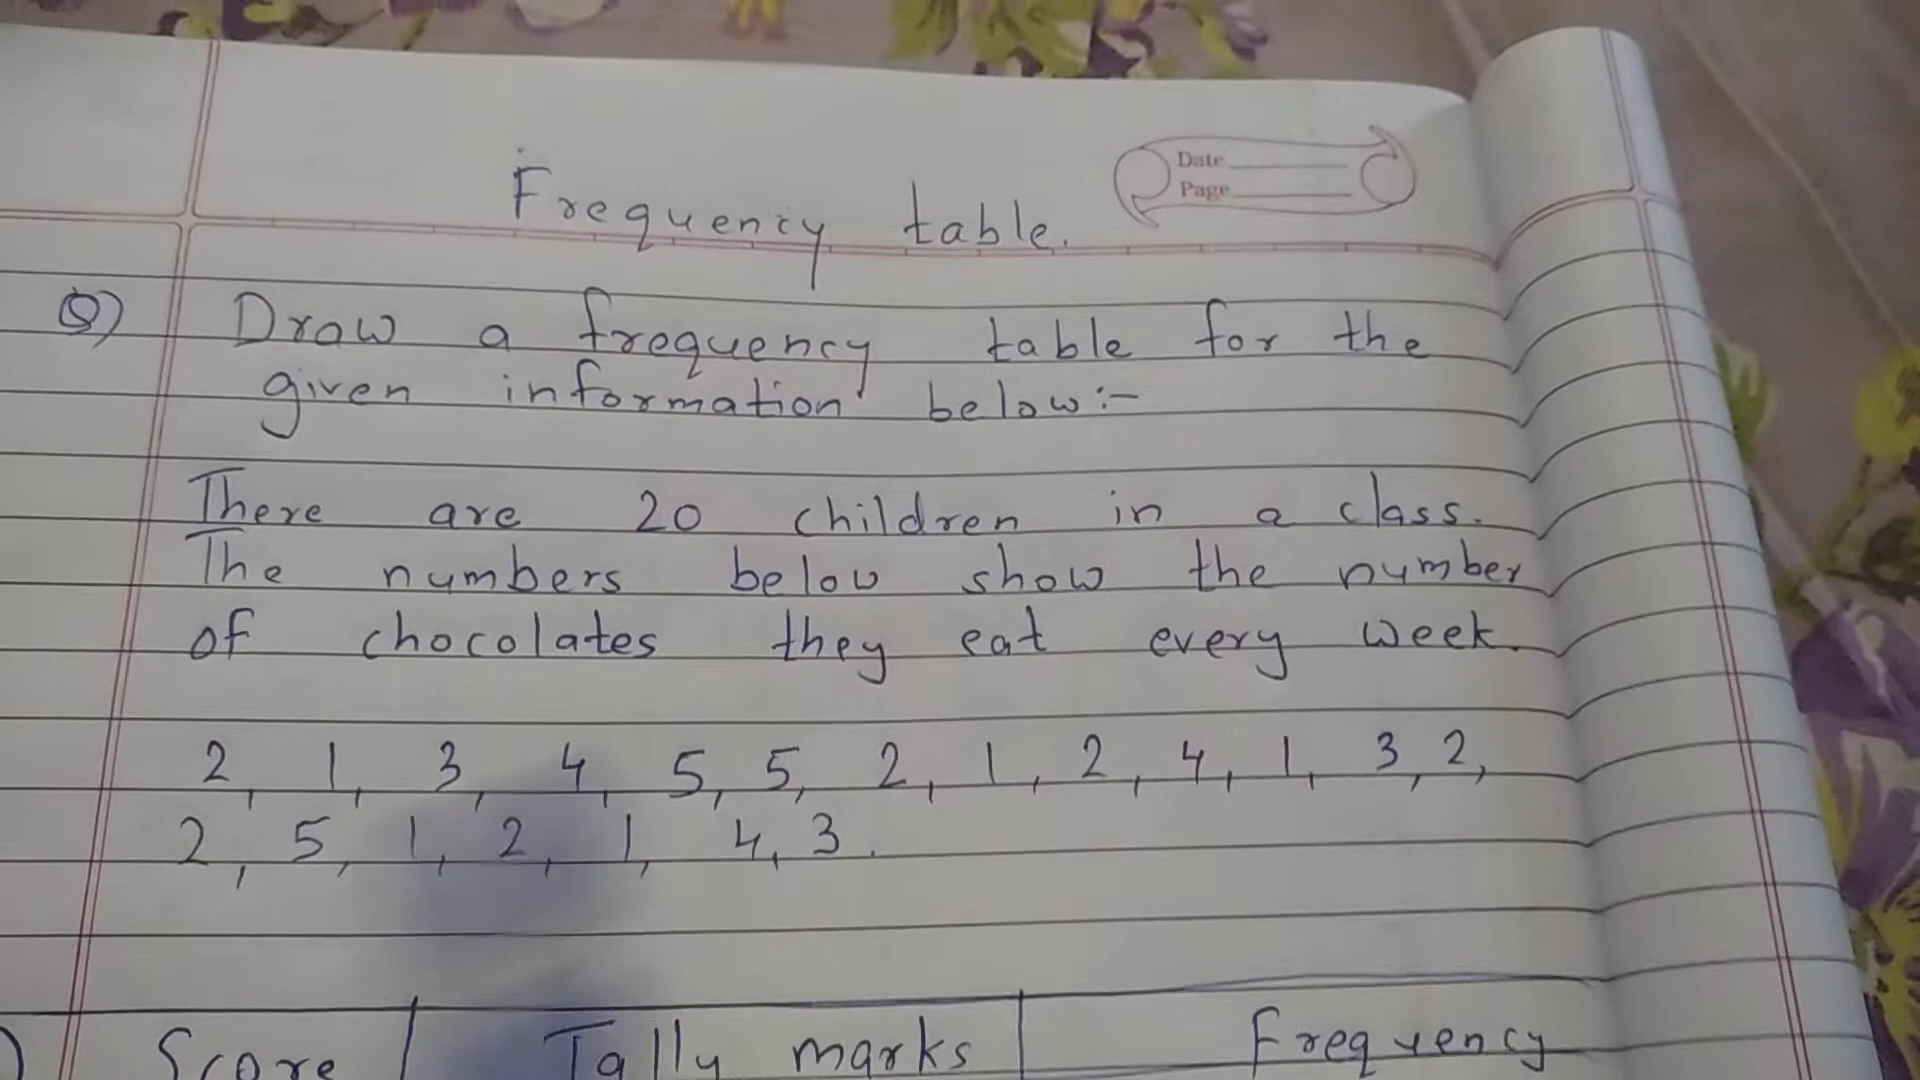 Date
Page
Frequency table.
Q) Draw a frequency table for the
given information below:-
There are 20 children in a class.
The numbers below show the number
of chocolates they eat every week.
2, 1, 3, 4, 5, 5, 2, 1, 2, 4, 1, 3, 2,
2, 5, 1, 2, 1, 4, 3.
Score Tally marks Frequency